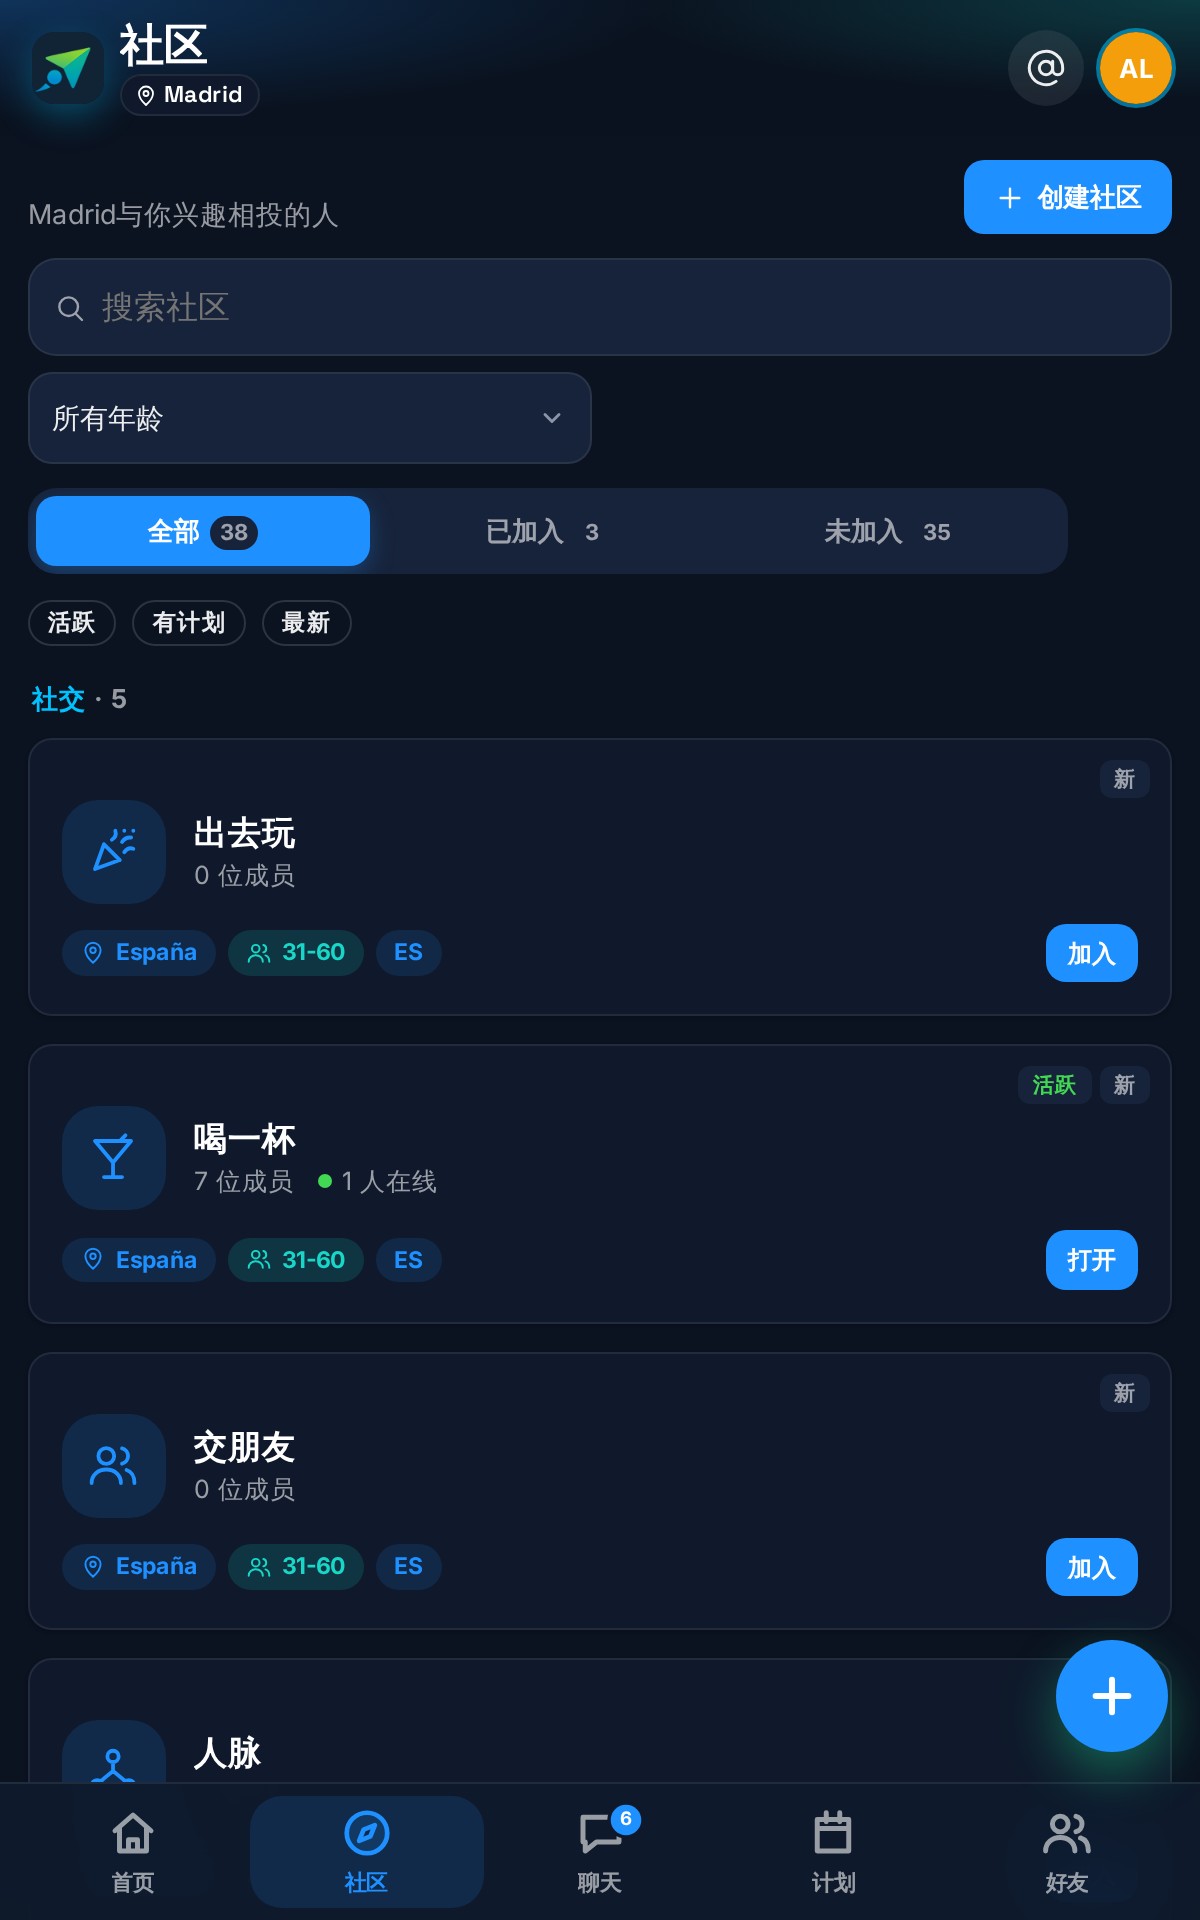 社区
Madrid
@
AL
Madrid与你兴趣相投的人
创建社区
搜索社区
所有年龄
全部 38
已加入 3
未加入 35
活跃
有计划
最新
社交 · 5
新
出去玩
0 位成员
España
31-60
ES
加入
活跃
新
喝一杯
7 位成员
1 人在线
España
31-60
ES
打开
新
交朋友
0 位成员
España
31-60
ES
加入
人脉
6
首页
社区
聊天
计划
好友